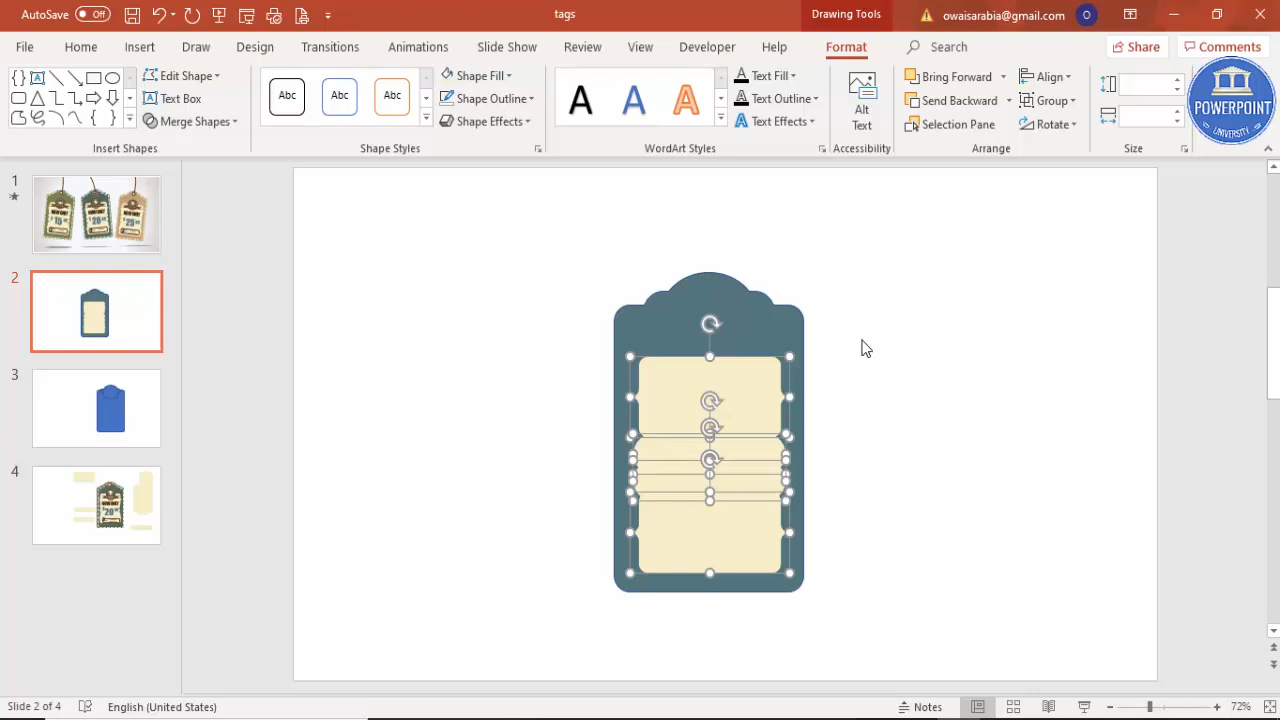 AutoSave Off tags Drawing Tools owaisarabia@gmail.com O
File Home Insert Draw Design Transitions Animations Slide Show Review View Developer Help Format Search Share Comments
Edit Shape
Text Box
Merge Shapes
Insert Shapes
Abc Abc Abc
Shape Fill
Shape Outline
Shape Effects
Shape Styles
A A A
Text Fill
Text Outline
Text Effects
WordArt Styles
Alt
Text
Accessibility
Bring Forward
Send Backward
Selection Pane
Align
Group
Rotate
Arrange
Size
POWERPOINT
UNIVERSITY
1
2
3
4
Slide 2 of 4 English (United States) Notes 72%